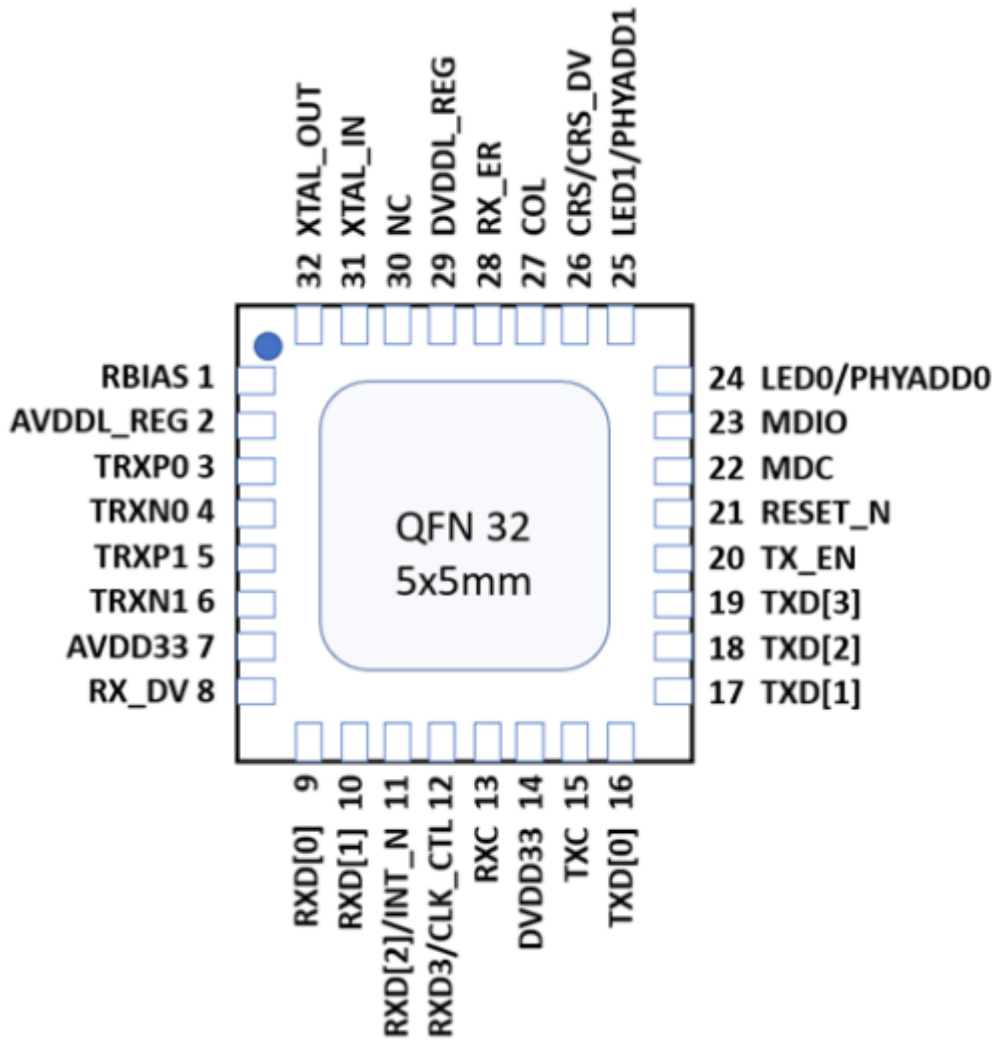 32 XTAL_OUT
31 XTAL_IN
30 NC
29 DVDDL_REG
28 RX_ER
27 COL
26 CRS/CRS_DV
25 LED1/PHYADD1
RBIAS 1
AVDDL_REG 2
TRXP0 3
TRXN0 4
TRXP1 5
TRXN1 6
AVDD33 7
RX_DV 8
QFN 32
5x5mm
24 LED0/PHYADD0
23 MDIO
22 MDC
21 RESET_N
20 TX_EN
19 TXD[3]
18 TXD[2]
17 TXD[1]
RXD[0] 9
RXD[1] 10
RXD[2]/INT_N 11
RXD3/CLK_CTL 12
RXC 13
DVDD33 14
TXC 15
TXD[0] 16